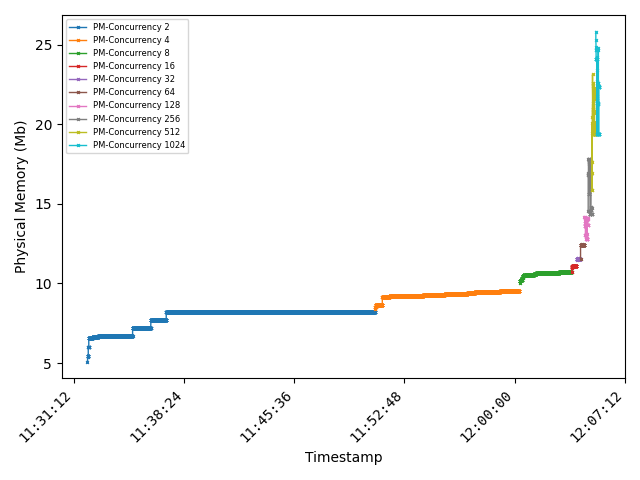 PM-Concurrency 2
PM-Concurrency 4
PM-Concurrency 8
PM-Concurrency 16
PM-Concurrency 32
PM-Concurrency 64
PM-Concurrency 128
PM-Concurrency 256
PM-Concurrency 512
PM-Concurrency 1024
25
20
15
10
5
Physical Memory (Mb)
11:31:12
11:38:24
11:45:36
11:52:48
12:00:00
12:07:12
Timestamp